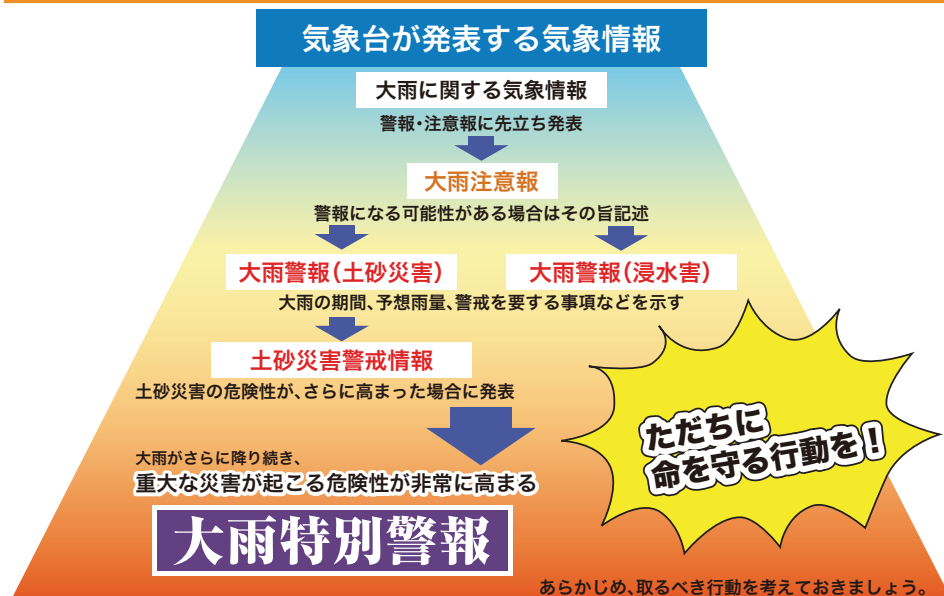 気象台が発表する気象情報
大雨に関する気象情報
警報・注意報に先立ち発表
大雨注意報
警報になる可能性がある場合はその旨記述
大雨警報(土砂災害)
大雨警報(浸水害)
大雨の期間、予想雨量、警戒を要する事項などを示す
土砂災害警戒情報
土砂災害の危険性が、さらに高まった場合に発表
大雨がさらに降り続き、
重大な災害が起こる危険性が非常に高まる
大雨特別警報
ただちに
命を守る行動を！
あらかじめ、取るべき行動を考えておきましょう。